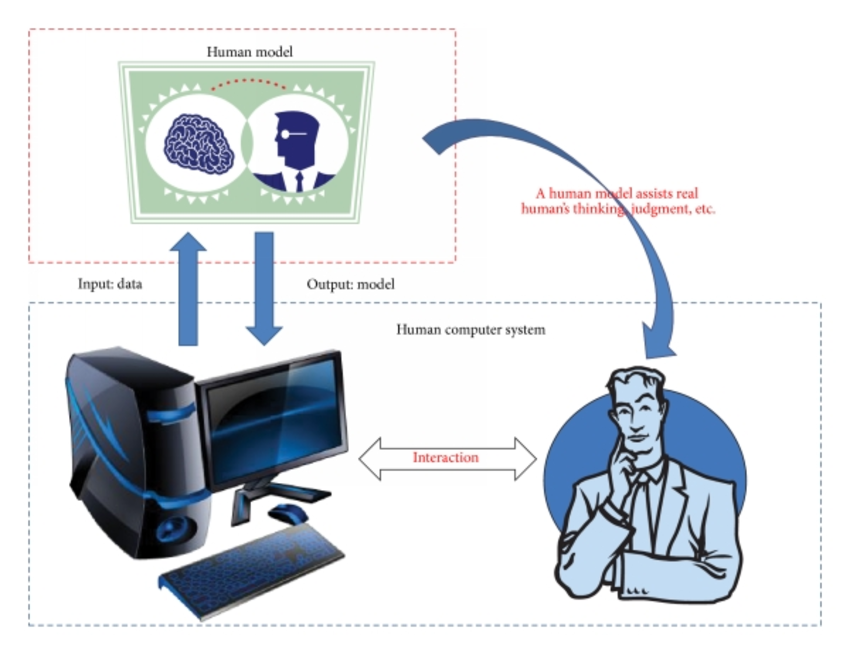 Human model
A human model assists real
human's thinking, judgment, etc.
Input: data
Output: model
Human computer system
Interaction